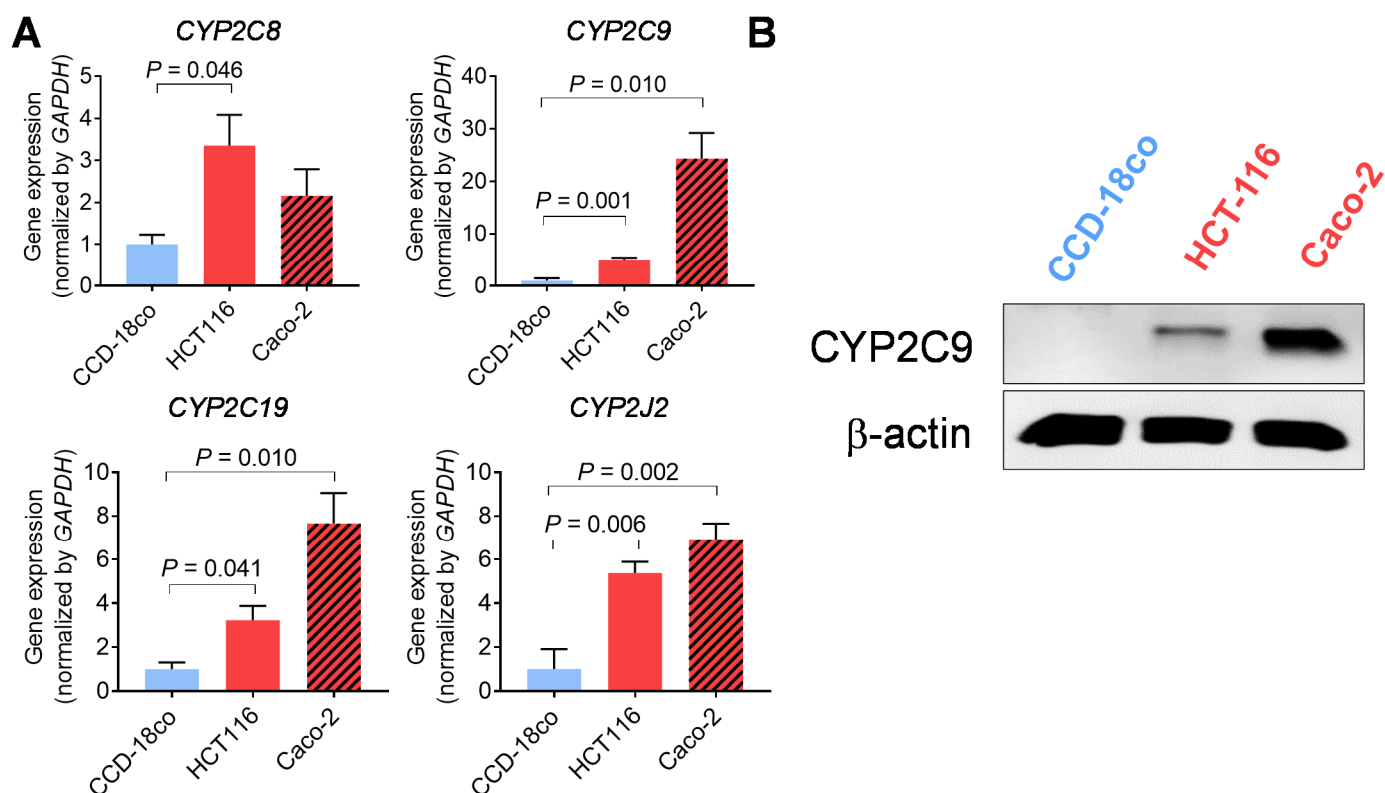 A
CYP2C8
Gene expression
(normalized by GAPDH)
5
4
3
2
1
0
P = 0.046
CCD-18co
HCT116
Caco-2
CYP2C9
Gene expression
(normalized by GAPDH)
40
30
20
10
0
P = 0.010
P = 0.001
CCD-18co
HCT116
Caco-2
CYP2C19
Gene expression
(normalized by GAPDH)
10
8
6
4
2
0
P = 0.010
P = 0.041
CCD-18co
HCT116
Caco-2
CYP2J2
Gene expression
(normalized by GAPDH)
10
8
6
4
2
0
P = 0.002
P = 0.006
CCD-18co
HCT116
Caco-2
B
CCD-18co
HCT-116
Caco-2
CYP2C9
β-actin